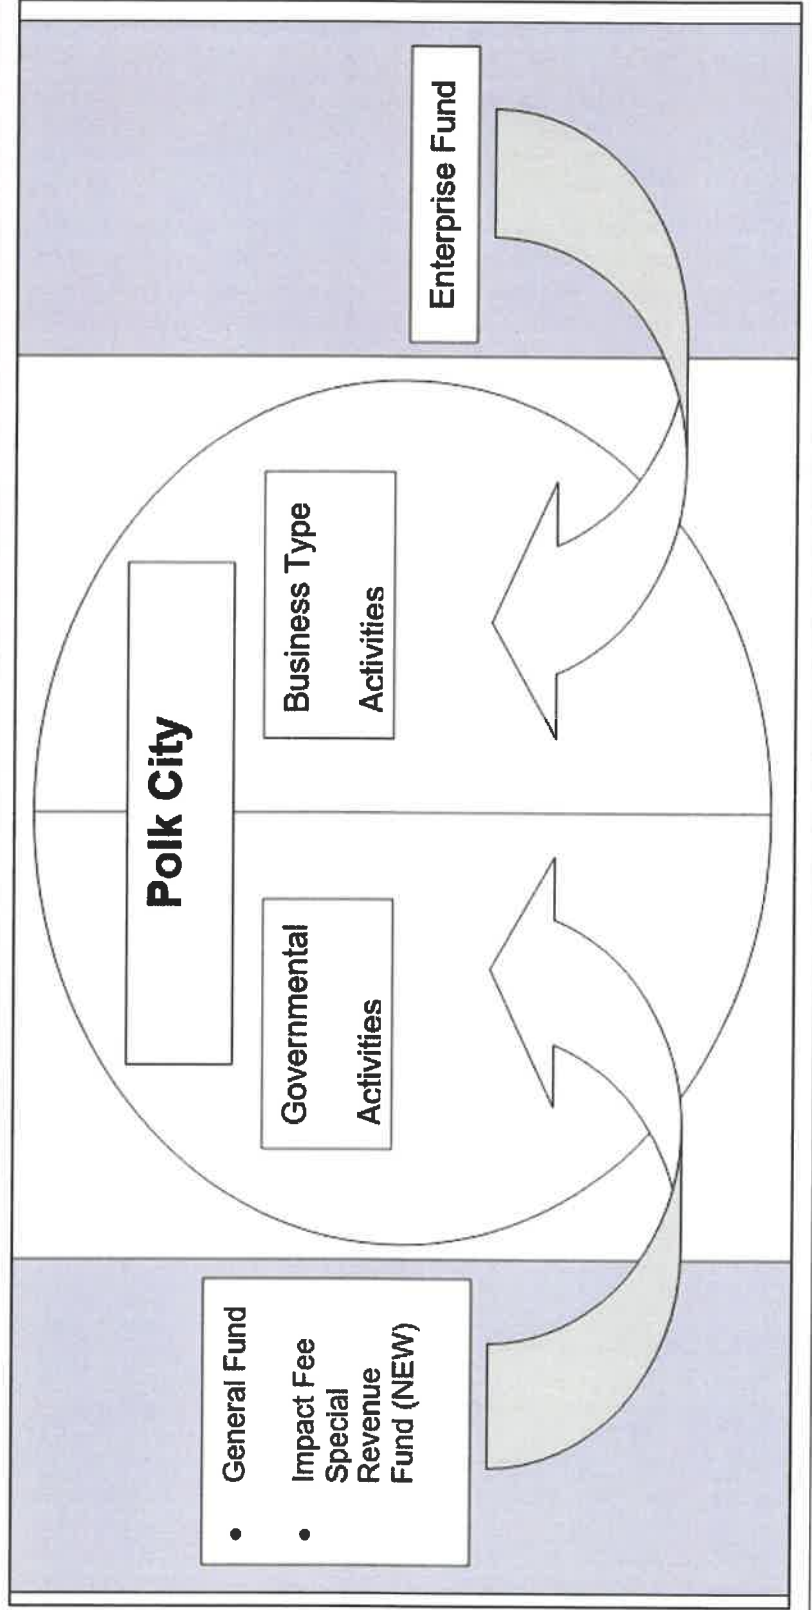 Polk City
Governmental
Activities
Business Type
Activities
• General Fund
• Impact Fee
Special
Revenue
Fund (NEW)
Enterprise Fund